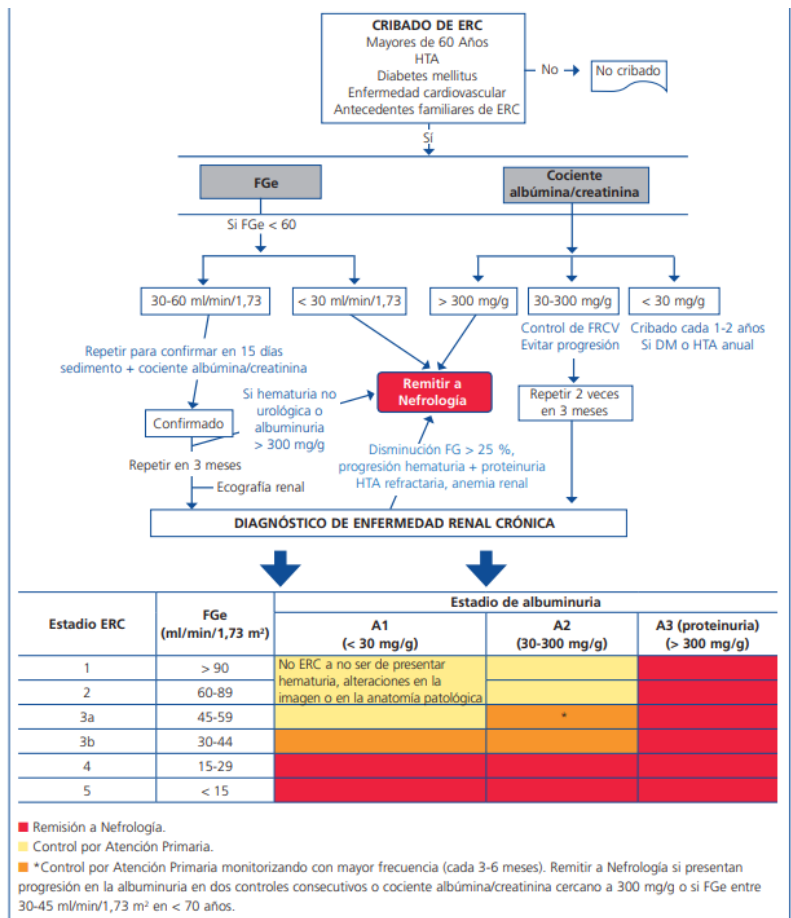 CRIBADO DE ERC
Mayores de 60 Años
HTA
Diabetes mellitus
Enfermedad cardiovascular
Antecedentes familiares de ERC
No
No cribado
Sí
FGe
Cociente
albúmina/creatinina
Si FGe < 60
30-60 ml/min/1,73
< 30 ml/min/1,73
> 300 mg/g
30-300 mg/g
< 30 mg/g
Control de FRCV
Evitar progresión
Cribado cada 1-2 años
Si DM o HTA anual
Repetir para confirmar en 15 días
sedimento + cociente albúmina/creatinina
Si hematuria no
urológica o
albuminuria
> 300 mg/g
Remitir a
Nefrología
Repetir 2 veces
en 3 meses
Confirmado
Repetir en 3 meses
Ecografía renal
Disminución FG > 25 %,
progresión hematuria + proteinuria
HTA refractaria, anemia renal
DIAGNÓSTICO DE ENFERMEDAD RENAL CRÓNICA
Estadio ERC
FGe
(ml/min/1,73 m²)
Estadio de albuminuria
A1
(< 30 mg/g)
A2
(30-300 mg/g)
A3 (proteinuria)
(> 300 mg/g)
1 > 90
No ERC a no ser de presentar
hematuria, alteraciones en la
imagen o en la anatomía patológica
2 60-89
3a 45-59 *
3b 30-44
4 15-29
5 < 15
Remisión a Nefrología.
Control por Atención Primaria.
*Control por Atención Primaria monitorizando con mayor frecuencia (cada 3-6 meses). Remitir a Nefrología si presentan
progresión en la albuminuria en dos controles consecutivos o cociente albúmina/creatinina cercano a 300 mg/g o si FGe entre
30-45 ml/min/1,73 m² en < 70 años.